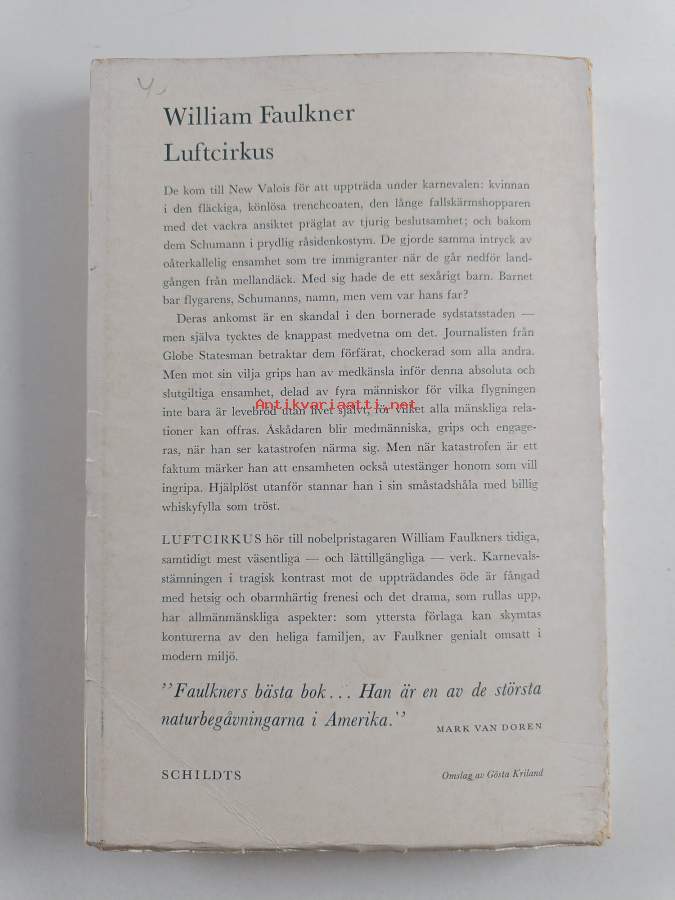 William Faulkner
Luftcirkus
De kom till New Valois för att uppträda under karnevalen: kvinnan
i den fläckiga, könlösa trenchcoaten, den långe fallskärmshopparen
med det vackra ansiktet präglat av tjurig beslutsamhet; och bakom
dem Schumann i prydlig råsidenkostym. De gjorde samma intryck av
oåterkallelig ensamhet som tre immigranter när de går nedför land-
gången från mellandäck. Med sig hade de ett sexårigt barn. Barnet
bar flygarens, Schumanns, namn, men vem var hans far?
Deras ankomst är en skandal i den bornerade sydstatsstaden —
men själva tycktes de knappast medvetna om det. Journalisten från
Globe Statesman betraktar dem förfärat, chockerad som alla andra.
Men mot sin vilja grips han av medkänsla inför denna absoluta och
slutgiltiga ensamhet, delad av fyra människor för vilka flygningen
inte bara är levebröd utan livet självt, för vilket alla mänskliga rela-
Antikvariaatti.net
tioner kan offras. Åskådaren blir medmänniska, grips och engage-
ras, när han ser katastrofen närma sig. Men när katastrofen är ett
faktum märker han att ensamheten också utestänger honom som vill
ingripa. Hjälplöst utanför stannar han i sin småstadshåla med billig
whiskyfylla som tröst.
LUFTCIRKUS hör till nobelpristagaren William Faulkners tidiga,
samtidigt mest väsentliga — och lättillgängliga — verk. Karnevals-
stämningen i tragisk kontrast mot de uppträdandes öde är fångad
med hetsig och obarmhärtig frenesi och det drama, som rullas upp,
har allmänmänskliga aspekter: som yttersta förlaga kan skymtas
konturerna av den heliga familjen, av Faulkner genialt omsatt i
modern miljö.
”Faulkners bästa bok... Han är en av de största
naturbegåvningarna i Amerika.”
MARK VAN DOREN
SCHILDTS
Omslag av Gösta Kriland